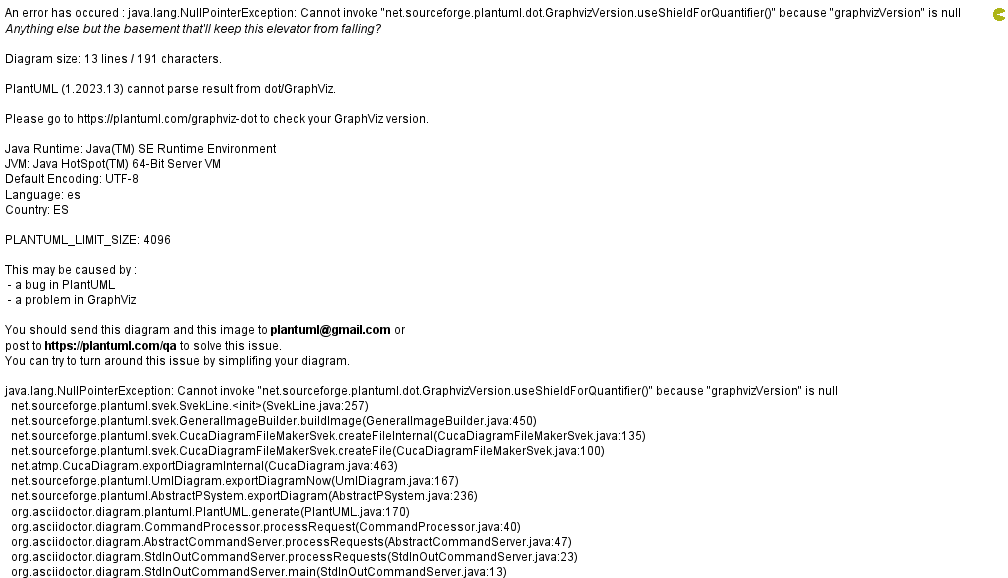 An error has occured : java.lang.NullPointerException: Cannot invoke "net.sourceforge.plantuml.dot.GraphvizVersion.useShieldForQuantifier()" because "graphvizVersion" is null
Anything else but the basement that'll keep this elevator from falling?
Diagram size: 13 lines / 191 characters.
PlantUML (1.2023.13) cannot parse result from dot/GraphViz.
Please go to https://plantuml.com/graphviz-dot to check your GraphViz version.
Java Runtime: Java(TM) SE Runtime Environment
JVM: Java HotSpot(TM) 64-Bit Server VM
Default Encoding: UTF-8
Language: es
Country: ES
PLANTUML_LIMIT_SIZE: 4096
This may be caused by :
- a bug in PlantUML
- a problem in GraphViz
You should send this diagram and this image to plantuml@gmail.com or
post to https://plantuml.com/qa to solve this issue.
You can try to turn around this issue by simplifing your diagram.
java.lang.NullPointerException: Cannot invoke "net.sourceforge.plantuml.dot.GraphvizVersion.useShieldForQuantifier()" because "graphvizVersion" is null
net.sourceforge.plantuml.svek.SvekLine.<init>(SvekLine.java:257)
net.sourceforge.plantuml.svek.GeneralImageBuilder.buildImage(GeneralImageBuilder.java:450)
net.sourceforge.plantuml.svek.CucaDiagramFileMakerSvek.createFileInternal(CucaDiagramFileMakerSvek.java:135)
net.sourceforge.plantuml.svek.CucaDiagramFileMakerSvek.createFile(CucaDiagramFileMakerSvek.java:100)
net.atmp.CucaDiagram.exportDiagramInternal(CucaDiagram.java:463)
net.sourceforge.plantuml.UmlDiagram.exportDiagramNow(UmlDiagram.java:167)
net.sourceforge.plantuml.AbstractPSystem.exportDiagram(AbstractPSystem.java:236)
org.asciidoctor.diagram.plantuml.PlantUML.generate(PlantUML.java:170)
org.asciidoctor.diagram.CommandProcessor.processRequest(CommandProcessor.java:40)
org.asciidoctor.diagram.AbstractCommandServer.processRequests(AbstractCommandServer.java:47)
org.asciidoctor.diagram.StdInOutCommandServer.processRequests(StdInOutCommandServer.java:23)
org.asciidoctor.diagram.StdInOutCommandServer.main(StdInOutCommandServer.java:13)